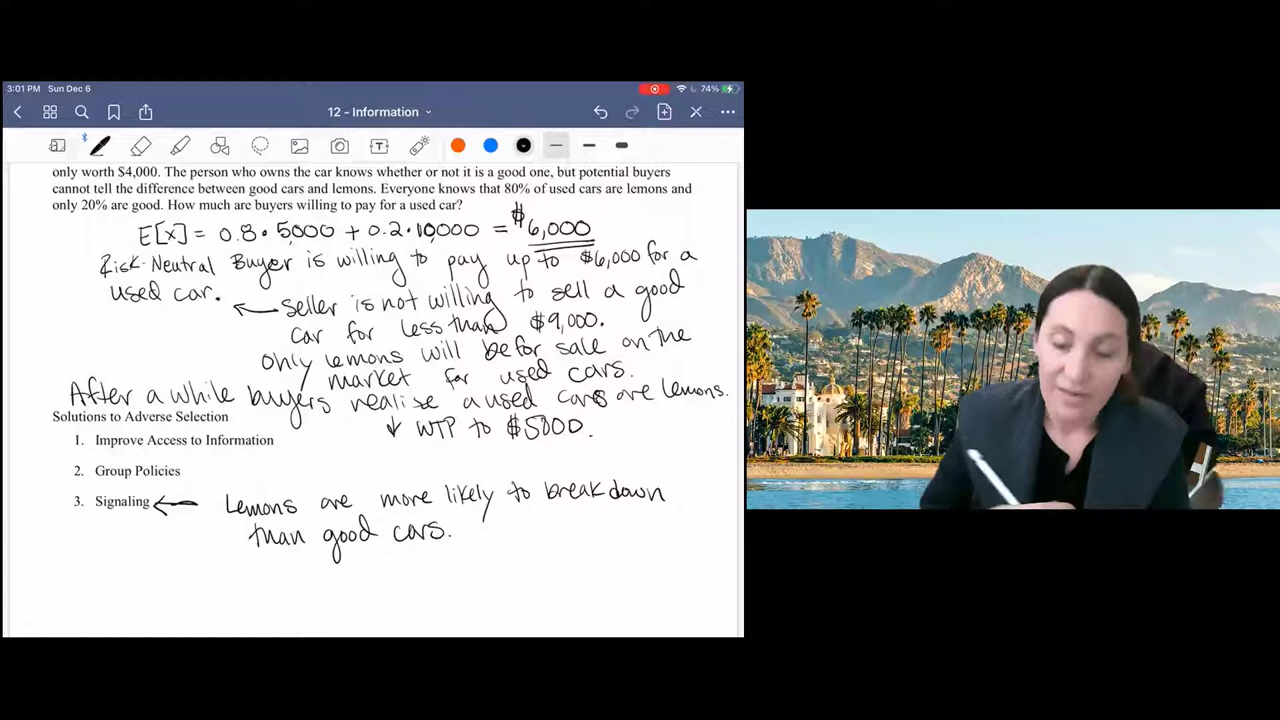 3:01 PM Sun Dec 6 74%
12 - Information
only worth $4,000. The person who owns the car knows whether or not it is a good one, but potential buyers
cannot tell the difference between good cars and lemons. Everyone knows that 80% of used cars are lemons and
only 20% are good. How much are buyers willing to pay for a used car?
E[x] = 0.8 • 5,000 + 0.2 • 10,000 = $6,000
Risk-Neutral Buyer is willing to pay up to $6,000 for a
used car. ← Seller is not willing to sell a good
car for less than $9,000.
only lemons will be for sale on the
market for used cars.
After a while buyers realize a used cars are lemons.
Solutions to Adverse Selection
↓ WTP to $5000.
1. Improve Access to Information
2. Group Policies
3. Signaling ← Lemons are more likely to breakdown
than good cars.